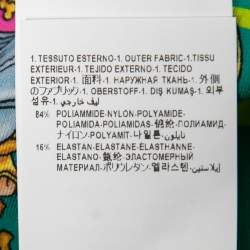 1. TESSUTO ESTERNO-1. OUTER FABRIC-1.TISSU
EXTERIEUR-1. TEJIDO EXTERNO-1. TECIDO
EXTERIOR-1. 面料-1. НАРУЖНАЯ ТКАНЬ-1. 外側
のファブリック-1. OBERSTOFF-1. DIŞ KUMAŞ-1. 외부
섬유-1. ليف خارجي
84% POLIAMMIDE-NYLON-POLYAMIDE-
POLIAMIDA-POLIAMIDAS-锦纶-ПОЛИАМИД-
ナイロン-POLYAMIT-나일론-نايلون
16% ELASTAN-ELASTANE-ELASTHANNE-
ELASTANO-氨纶-ЭЛАСТОМЕРНЫЙ
МАТЕРИАЛ-ポリウレタン-엘라스텐-
إيلاستين